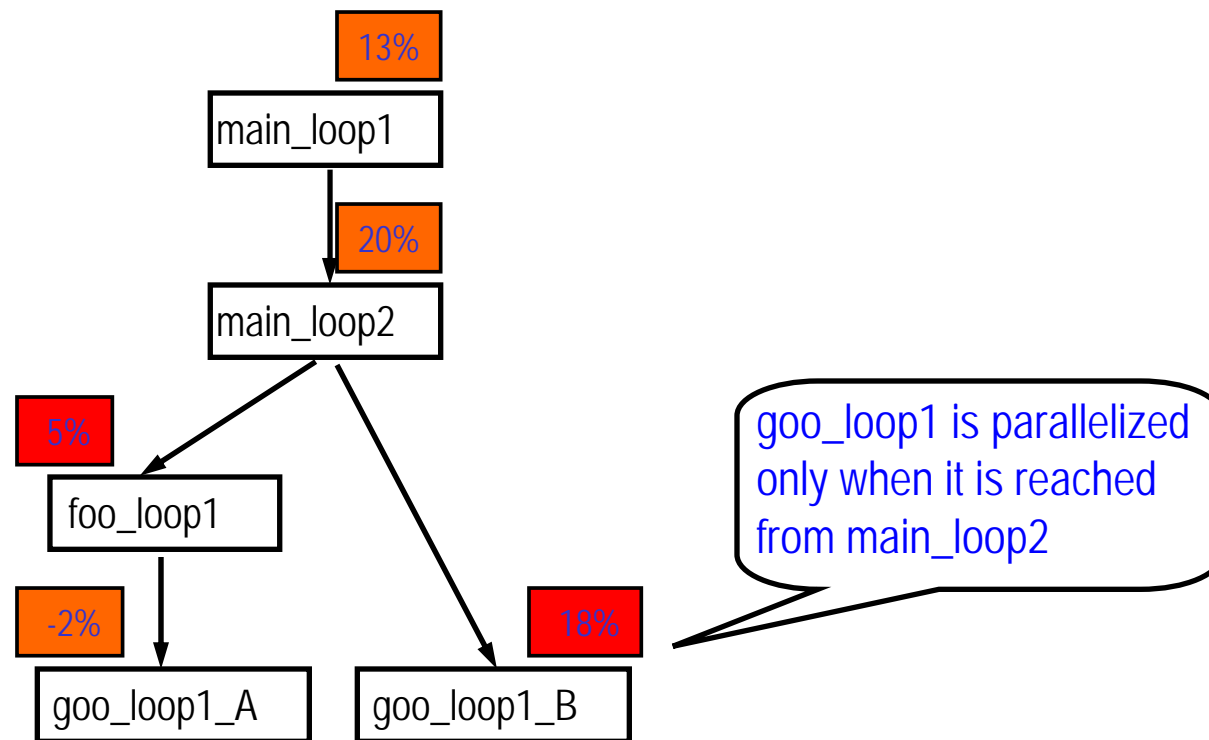 13%
main_loop1
20%
main_loop2
5%
foo_loop1
goo_loop1 is parallelized
only when it is reached
from main_loop2
-2%
18%
goo_loop1_A
goo_loop1_B